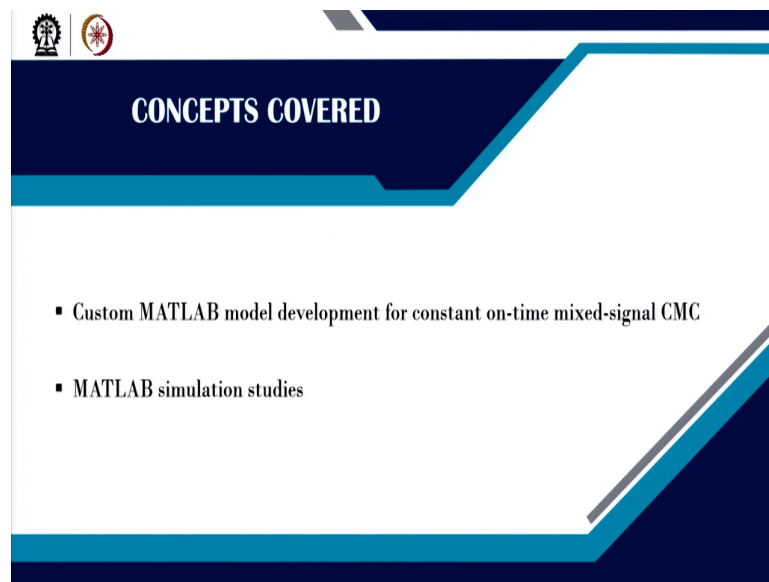 CONCEPTS COVERED
▪ Custom MATLAB model development for constant on-time mixed-signal CMC
▪ MATLAB simulation studies